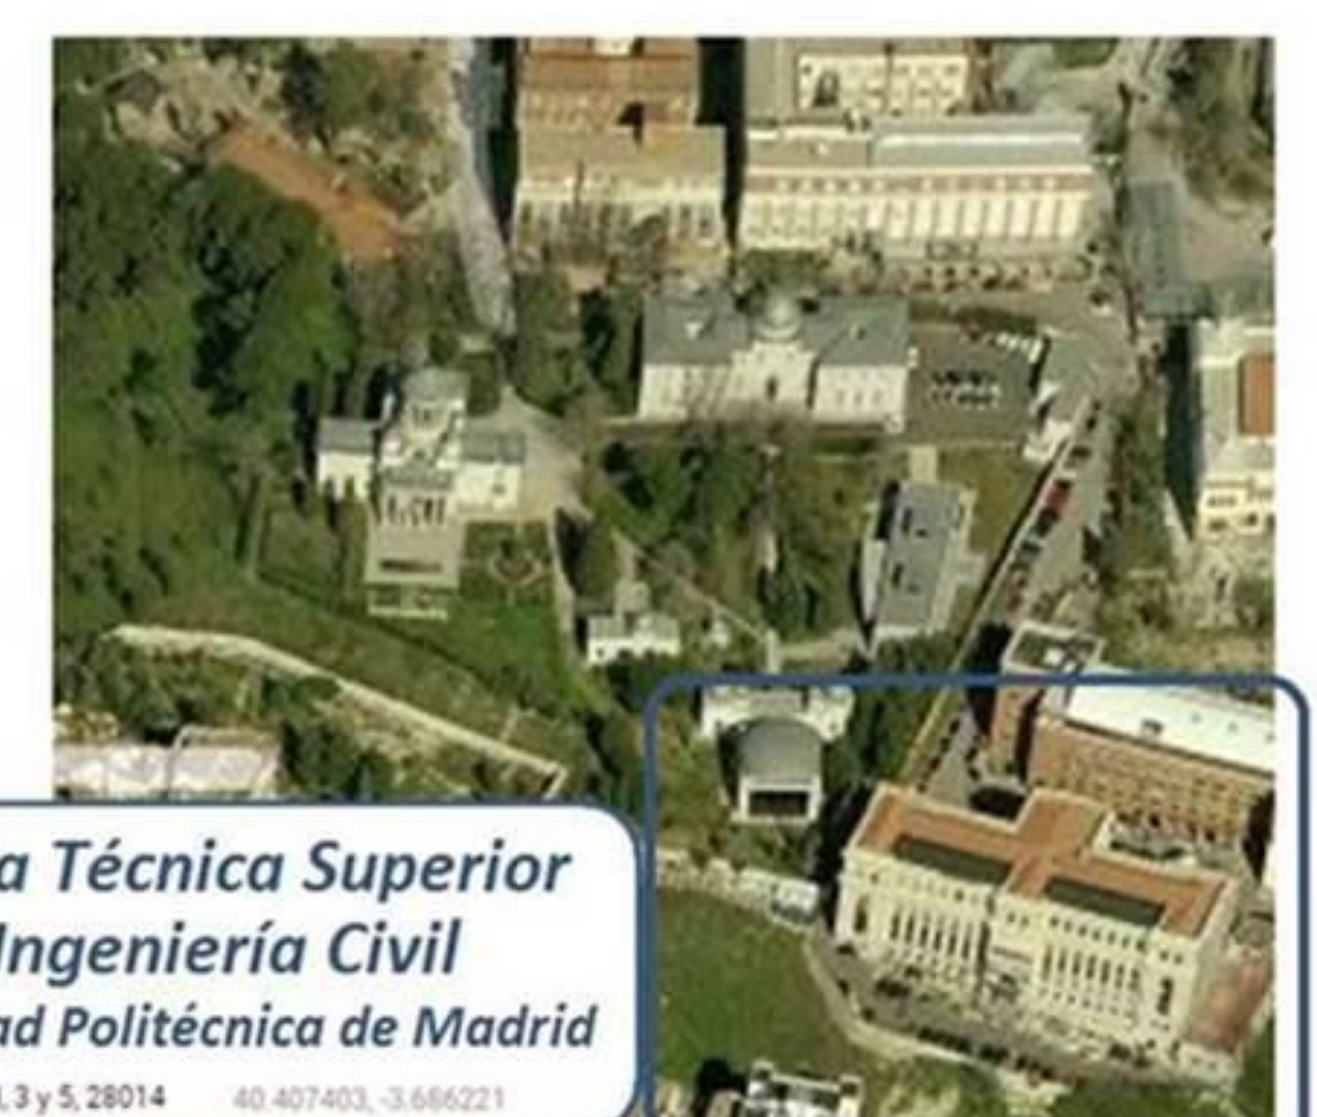 a Técnica Superior
Ingeniería Civil
ad Politécnica de Madrid
l, 3 y 5, 28014 40.407403, -3.686221